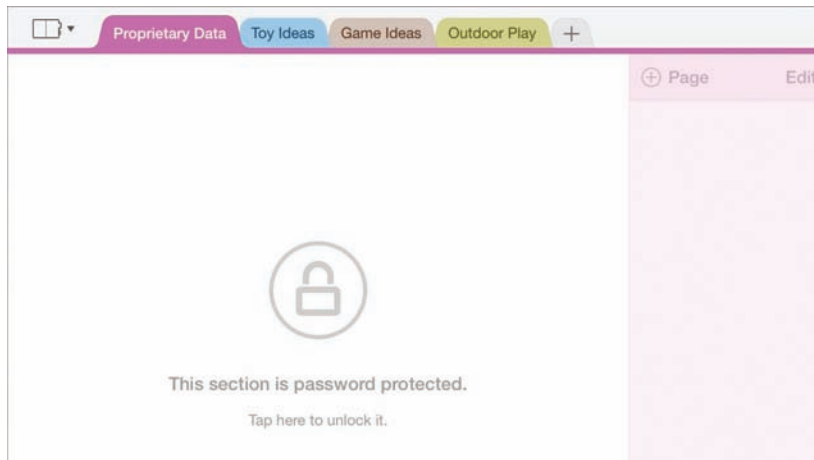 Proprietary Data Toy Ideas Game Ideas Outdoor Play +
Page Edit
This section is password protected.
Tap here to unlock it.